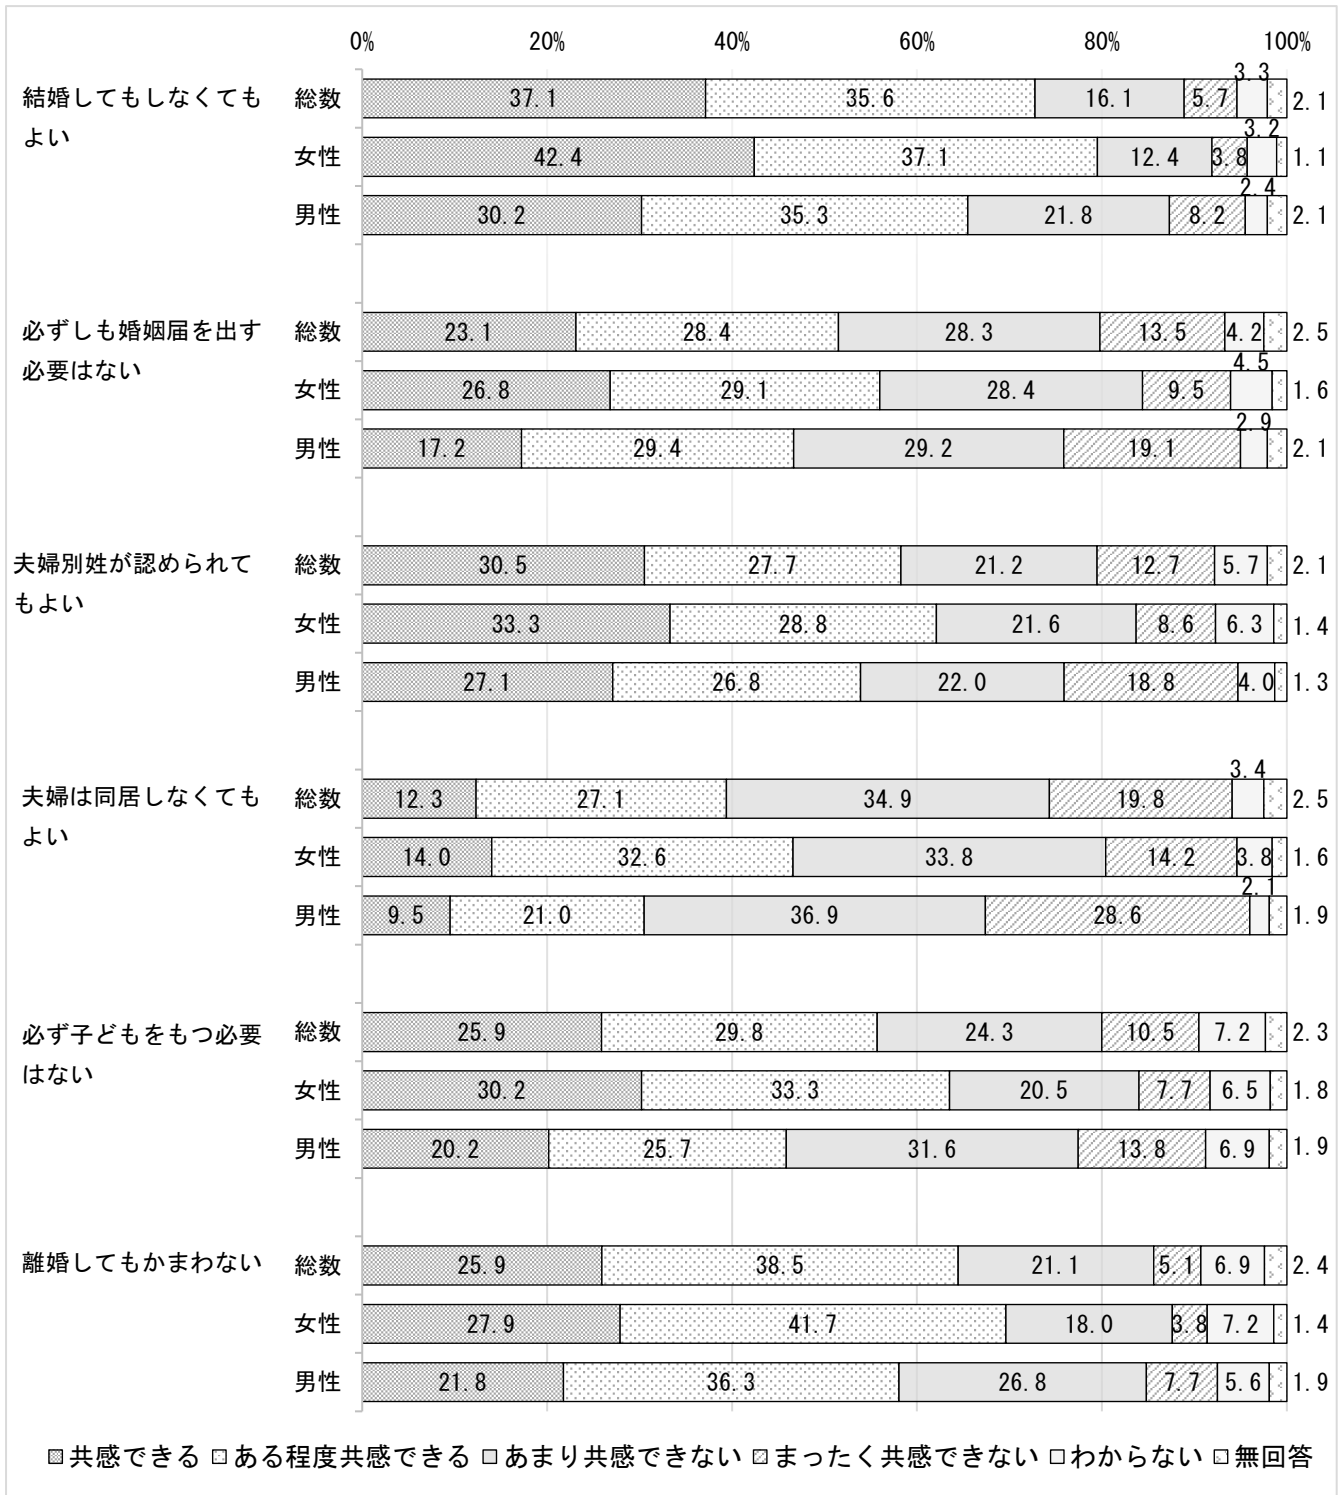 0% 20% 40% 60% 80% 100%
結婚してもしなくても
よい
総数 37.1 35.6 16.1 5.7 3.3 2.1
女性 42.4 37.1 12.4 3.8 3.2 1.1
男性 30.2 35.3 21.8 8.2 2.4 2.1
必ずしも婚姻届を出す
必要はない
総数 23.1 28.4 28.3 13.5 4.2 2.5
女性 26.8 29.1 28.4 9.5 4.5 1.6
男性 17.2 29.4 29.2 19.1 2.9 2.1
夫婦別姓が認められて
もよい
総数 30.5 27.7 21.2 12.7 5.7 2.1
女性 33.3 28.8 21.6 8.6 6.3 1.4
男性 27.1 26.8 22.0 18.8 4.0 1.3
夫婦は同居しなくても
よい
総数 12.3 27.1 34.9 19.8 3.4 2.5
女性 14.0 32.6 33.8 14.2 3.8 1.6
男性 9.5 21.0 36.9 28.6 2.1 1.9
必ず子どもをもつ必要
はない
総数 25.9 29.8 24.3 10.5 7.2 2.3
女性 30.2 33.3 20.5 7.7 6.5 1.8
男性 20.2 25.7 31.6 13.8 6.9 1.9
離婚してもかまわない
総数 25.9 38.5 21.1 5.1 6.9 2.4
女性 27.9 41.7 18.0 3.8 7.2 1.4
男性 21.8 36.3 26.8 7.7 5.6 1.9
共感できる ある程度共感できる あまり共感できない まったく共感できない わからない 無回答